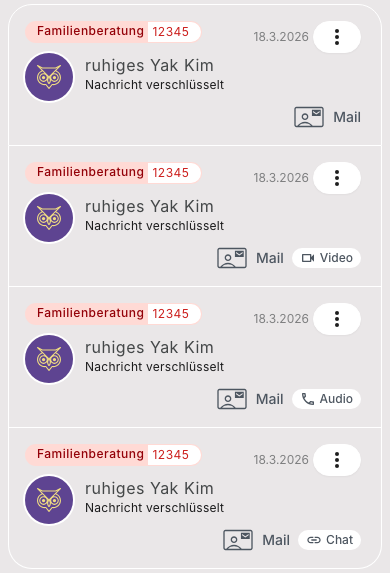 Familienberatung 12345
18.3.2026
ruhiges Yak Kim
Nachricht verschlüsselt
Mail
Familienberatung 12345
18.3.2026
ruhiges Yak Kim
Nachricht verschlüsselt
Mail Video
Familienberatung 12345
18.3.2026
ruhiges Yak Kim
Nachricht verschlüsselt
Mail Audio
Familienberatung 12345
18.3.2026
ruhiges Yak Kim
Nachricht verschlüsselt
Mail Chat